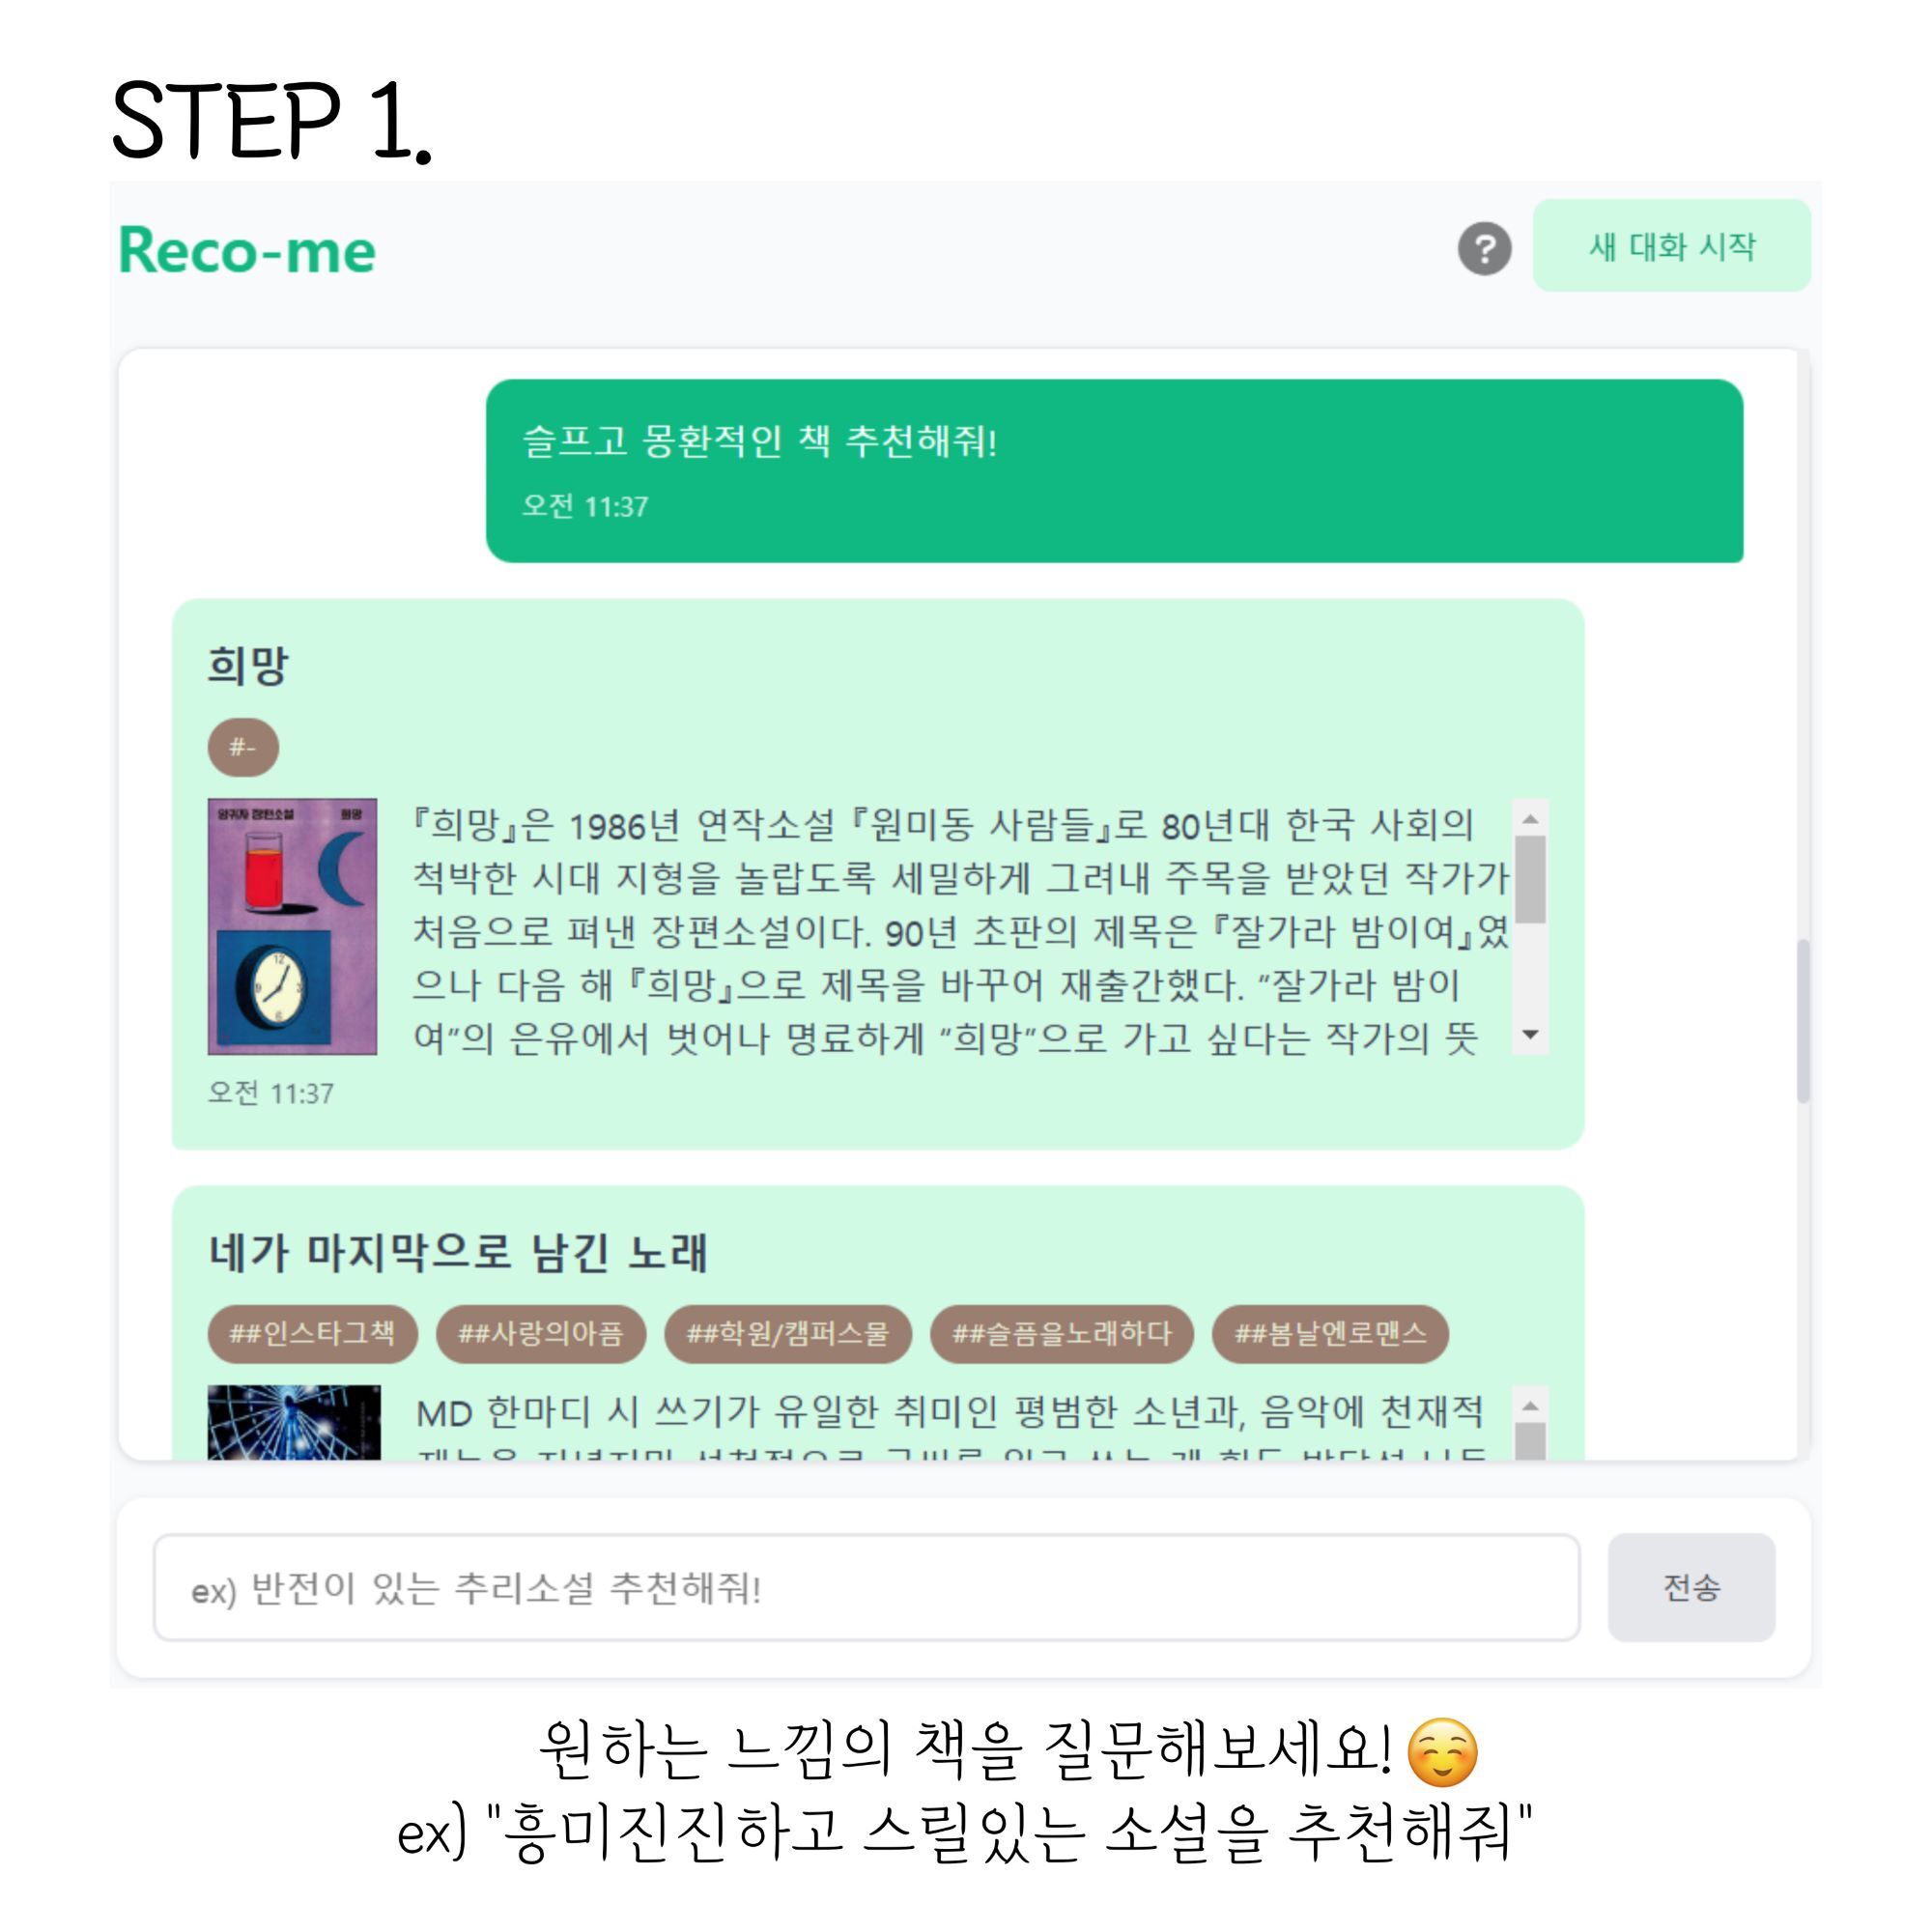 STEP 1.
Reco-me
?
새 대화 시작
슬프고 몽환적인 책 추천해줘!
오전 11:37
희망
#-
양귀자 장편소설 희망
12
3
9
『희망』은 1986년 연작소설 『원미동 사람들』로 80년대 한국 사회의
척박한 시대 지형을 놀랍도록 세밀하게 그려내 주목을 받았던 작가가
처음으로 펴낸 장편소설이다. 90년 초판의 제목은 『잘가라 밤이여』였
으나 다음 해 『희망』으로 제목을 바꾸어 재출간했다. “잘가라 밤이
여”의 은유에서 벗어나 명료하게 “희망”으로 가고 싶다는 작가의 뜻
오전 11:37
네가 마지막으로 남긴 노래
##인스타그책 ##사랑의아픔 ##학원/캠퍼스물 ##슬픔을노래하다 ##봄날엔로맨스
MD 한마디 시 쓰기가 유일한 취미인 평범한 소년과, 음악에 천재적
ex) 반전이 있는 추리소설 추천해줘!
전송
원하는 느낌의 책을 질문해보세요! ☺️
ex) "흥미진진하고 스릴있는 소설을 추천해줘"